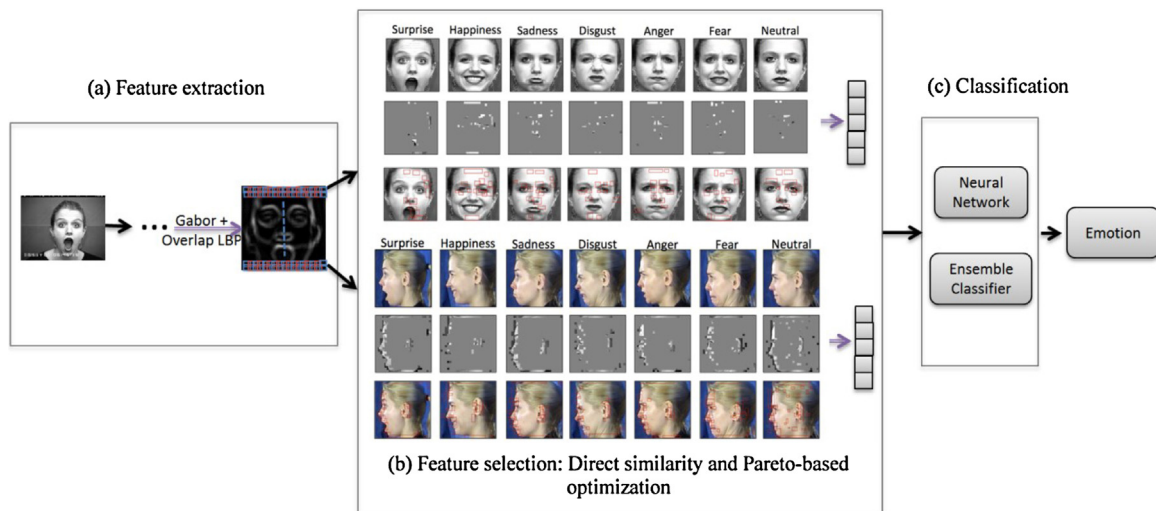 (a) Feature extraction
Gabor +
Overlap LBP
Surprise Happiness Sadness Disgust Anger Fear Neutral
Surprise Happiness Sadness Disgust Anger Fear Neutral
(b) Feature selection: Direct similarity and Pareto-based
optimization
(c) Classification
Neural
Network
Ensemble
Classifier
Emotion